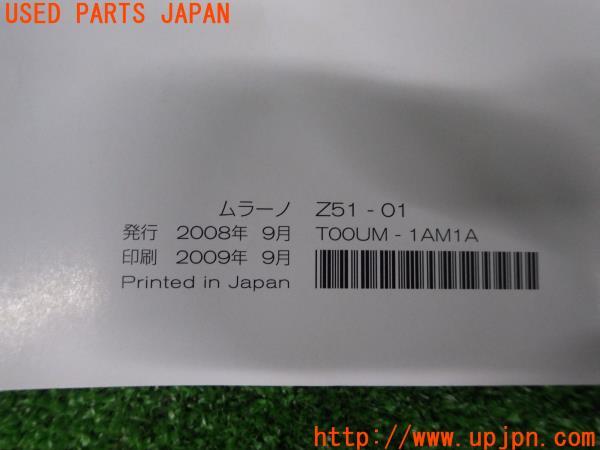 USED PARTS JAPAN
ムラーノ Z51 - 01
発行 2008年 9月 T00UM - 1AM1A
印刷 2009年 9月
Printed in Japan
http://www.upjpn.com/